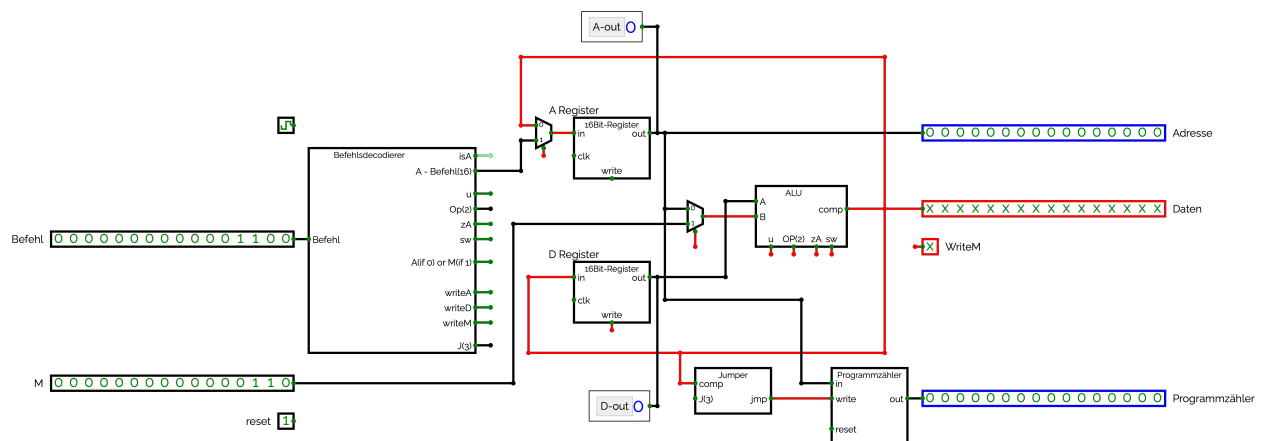 A-out 0
A Register
16Bit-Register
in
out
clk
write
0
1
Befehlsdecodierer
isA
A - Befehl(16)
u
Op(2)
zA
sw
A(if 0) or M(if 1)
writeA
writeD
writeM
J(3)
Befehl
Befehl 0 0 0 0 0 0 0 0 0 0 0 0 1 1 0 0
0
1
ALU
A
B
comp
u OP(2) zA sw
0 0 0 0 0 0 0 0 0 0 0 0 0 0 0 0 Adresse
X X X X X X X X X X X X X X X X Daten
X WriteM
D Register
16Bit-Register
in
out
clk
write
M 0 0 0 0 0 0 0 0 0 0 0 0 0 1 1 0
reset 1
D-out 0
Jumper
comp
J(3)
jmp
Programmzähler
in
write
out
reset
0 0 0 0 0 0 0 0 0 0 0 0 0 0 0 0 Programmzähler